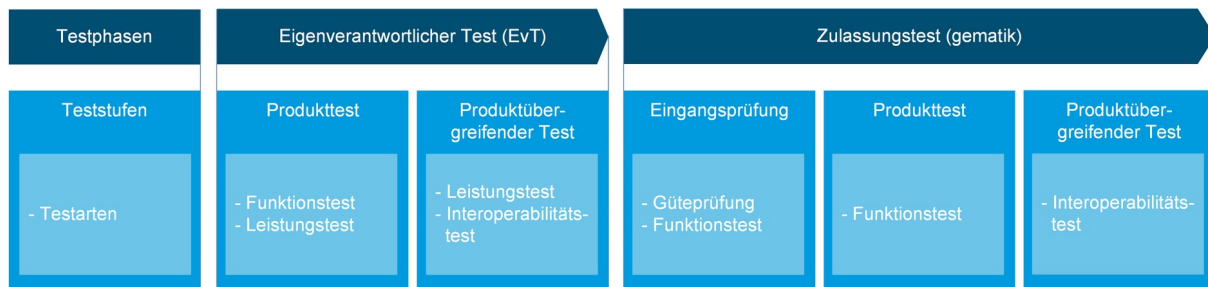 Testphasen
Eigenverantwortlicher Test (EvT)
Zulassungstest (gematik)
Teststufen
- Testarten
Produkttest
- Funktionstest
- Leistungstest
Produktüber-
greifender Test
- Leistungstest
- Interoperabilitäts-
test
Eingangsprüfung
- Güteprüfung
- Funktionstest
Produkttest
- Funktionstest
Produktüber-
greifender Test
- Interoperabilitäts-
test